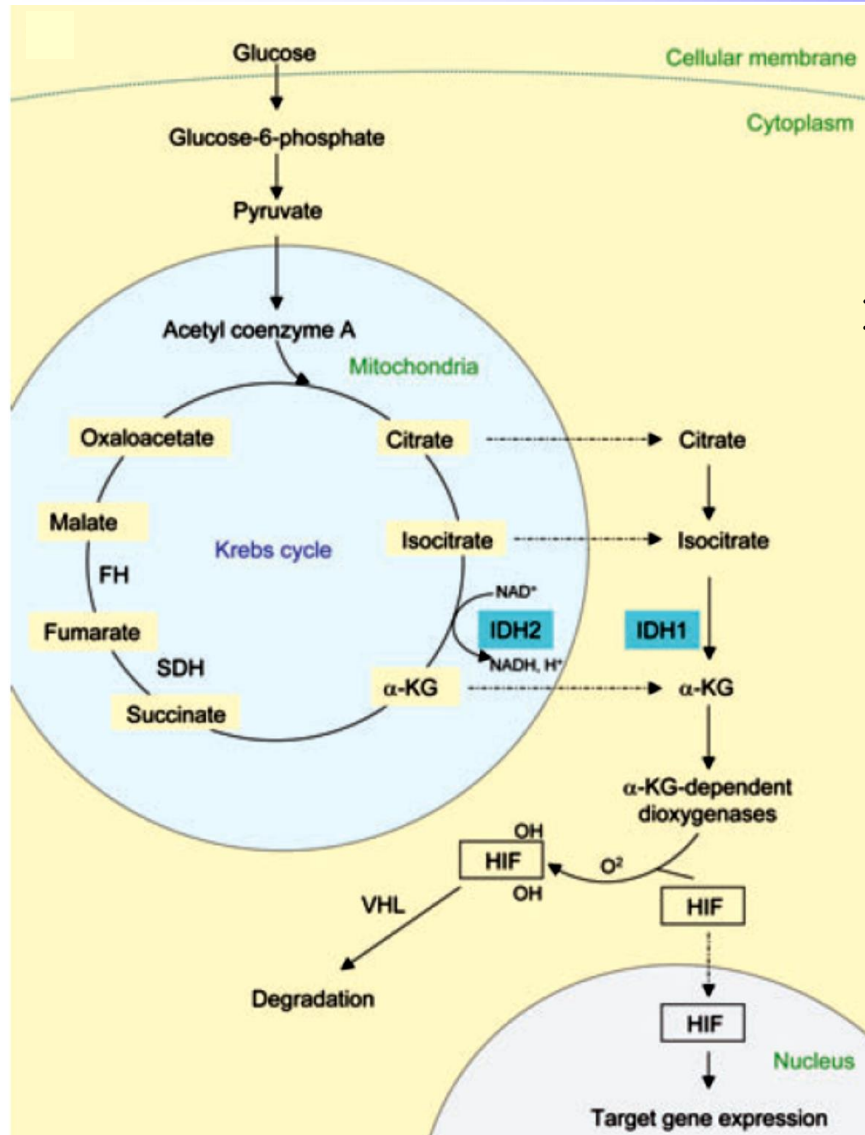 Glucose
Cellular membrane
Cytoplasm
Glucose-6-phosphate
Pyruvate
Acetyl coenzyme A
Mitochondria
Oxaloacetate
Citrate
Citrate
Malate
Krebs cycle
Isocitrate
Isocitrate
FH
NAD⁺
IDH2
IDH1
Fumarate
NADH, H⁺
SDH
α-KG
α-KG
Succinate
α-KG-dependent
dioxygenases
OH
HIF
O²
OH
VHL
HIF
Degradation
HIF
Nucleus
Target gene expression